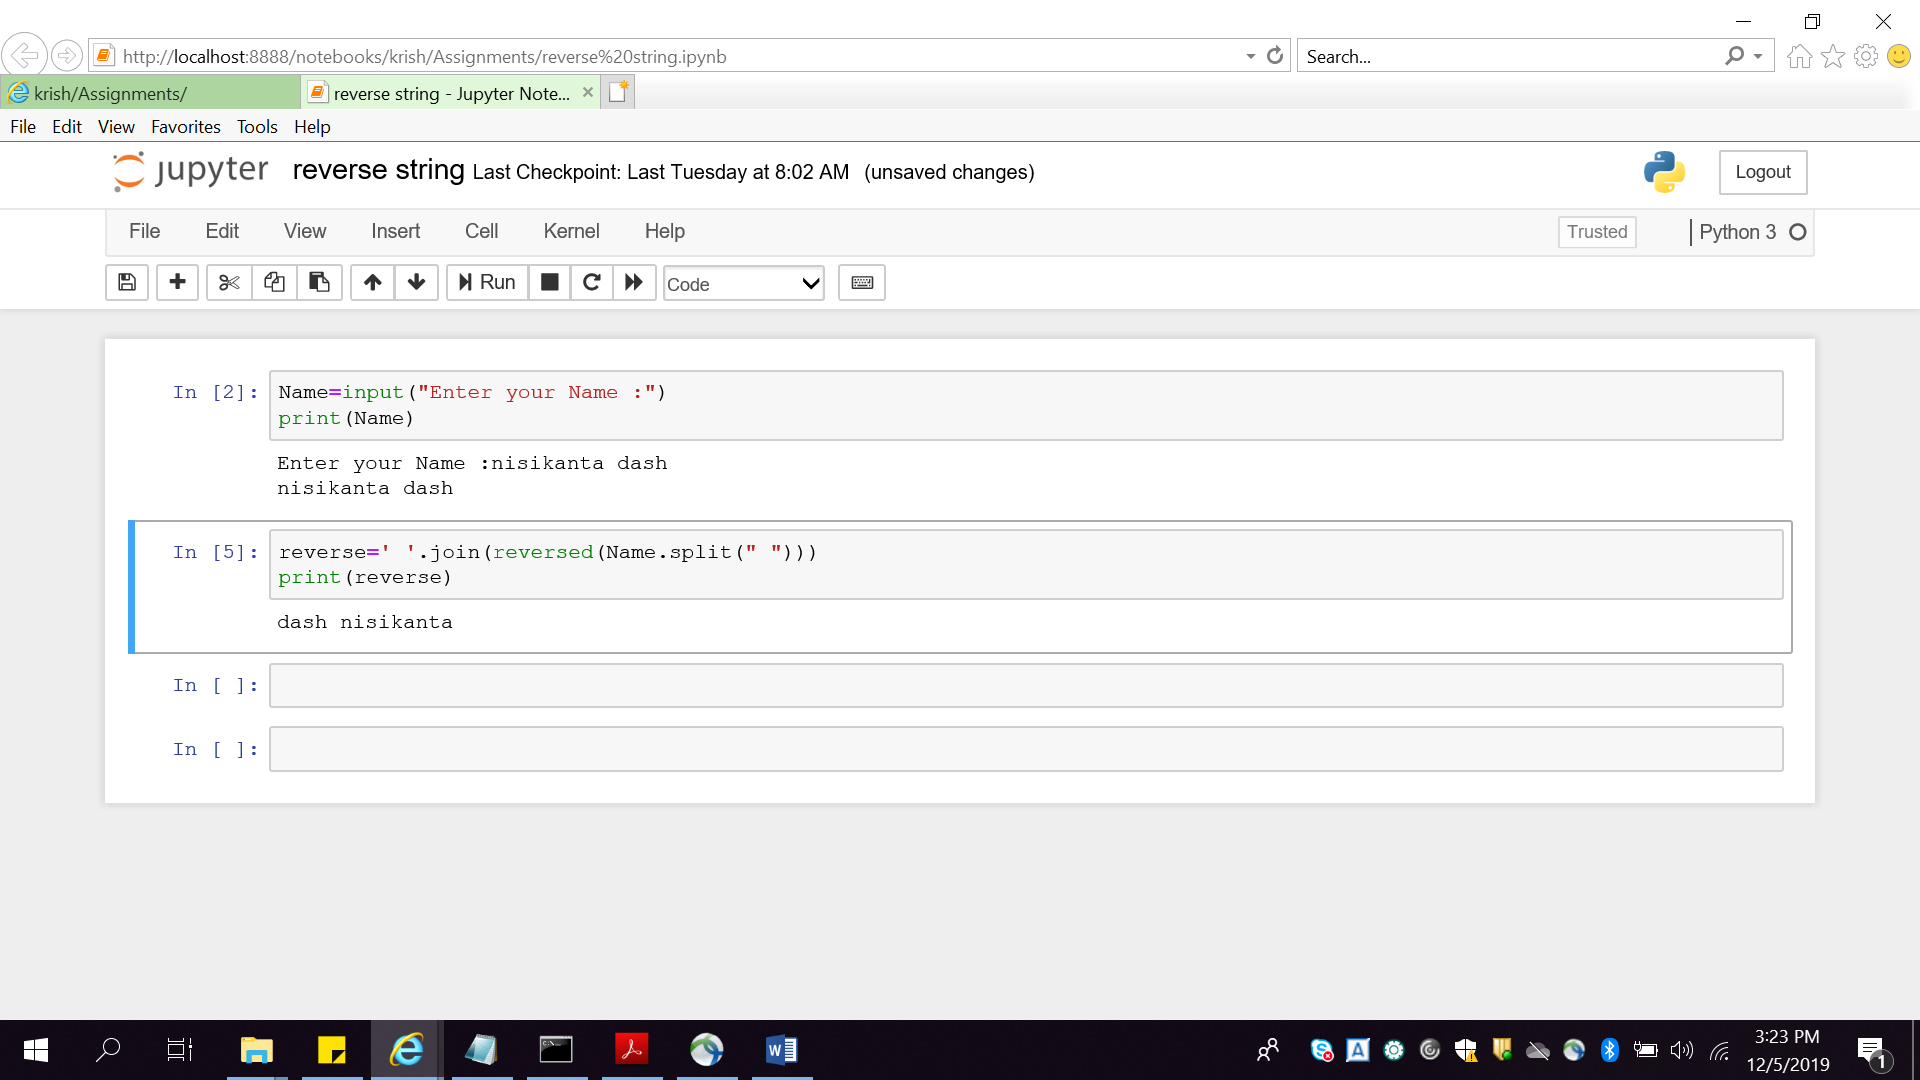 http://localhost:8888/notebooks/krish/Assignments/reverse%20string.ipynb
Search...
krish/Assignments/
reverse string - Jupyter Note...
File Edit View Favorites Tools Help
jupyter reverse string Last Checkpoint: Last Tuesday at 8:02 AM (unsaved changes)
Logout
File Edit View Insert Cell Kernel Help
Trusted
Python 3
Run
Code
In [2]: Name=input("Enter your Name :")
print(Name)
Enter your Name :nisikanta dash
nisikanta dash
In [5]: reverse=' '.join(reversed(Name.split(" ")))
print(reverse)
dash nisikanta
In [ ]:
In [ ]:
3:23 PM
12/5/2019
1